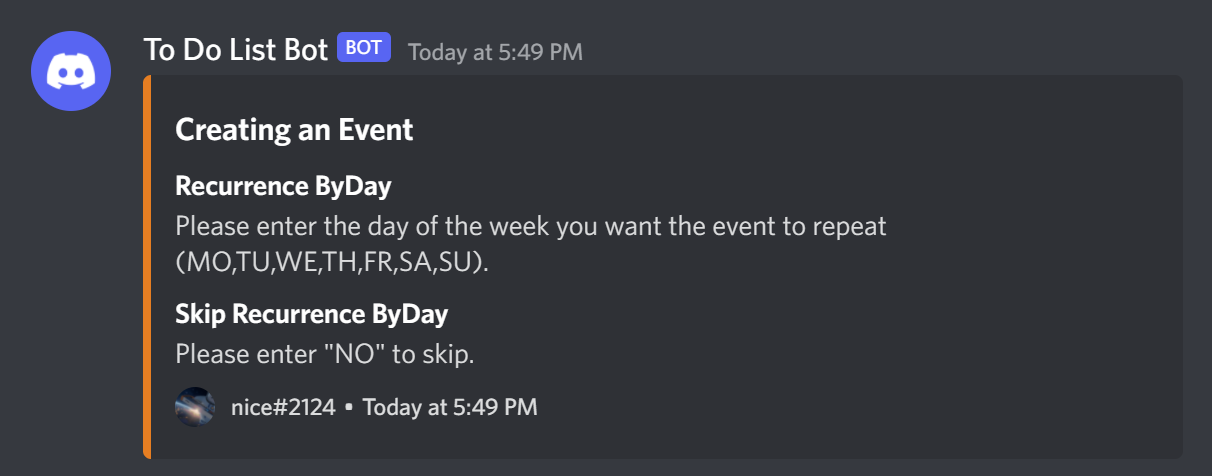 To Do List Bot BOT Today at 5:49 PM
Creating an Event
Recurrence ByDay
Please enter the day of the week you want the event to repeat
(MO,TU,WE,TH,FR,SA,SU).
Skip Recurrence ByDay
Please enter "NO" to skip.
nice#2124 • Today at 5:49 PM